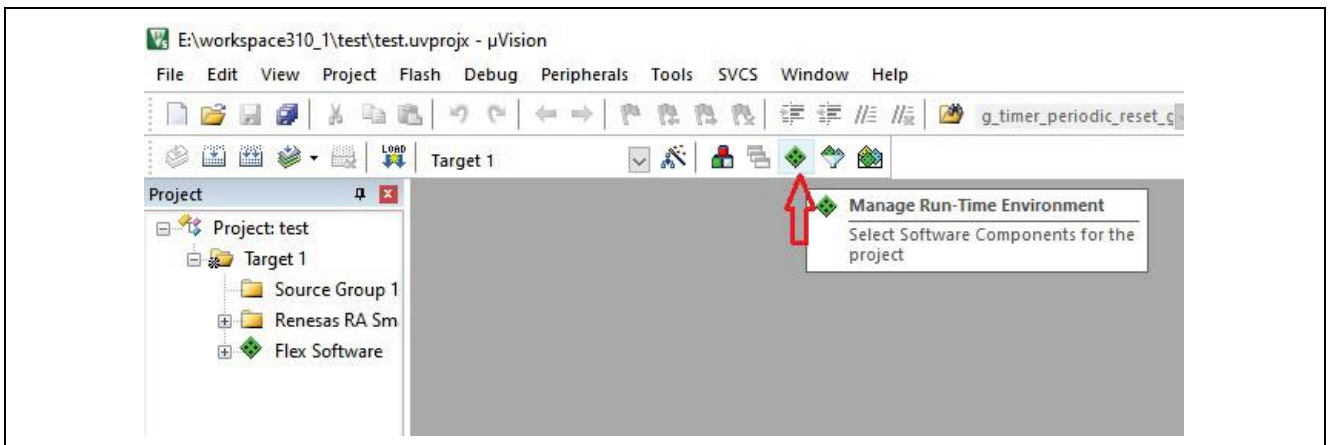 E:\workspace310_1\test\test.uvprojx - µVision
File Edit View Project Flash Debug Peripherals Tools SVCS Window Help
g_timer_periodic_reset_g
LOAD
Target 1
Project
Manage Run-Time Environment
Select Software Components for the
project
Project: test
Target 1
Source Group 1
Renesas RA Sm
Flex Software